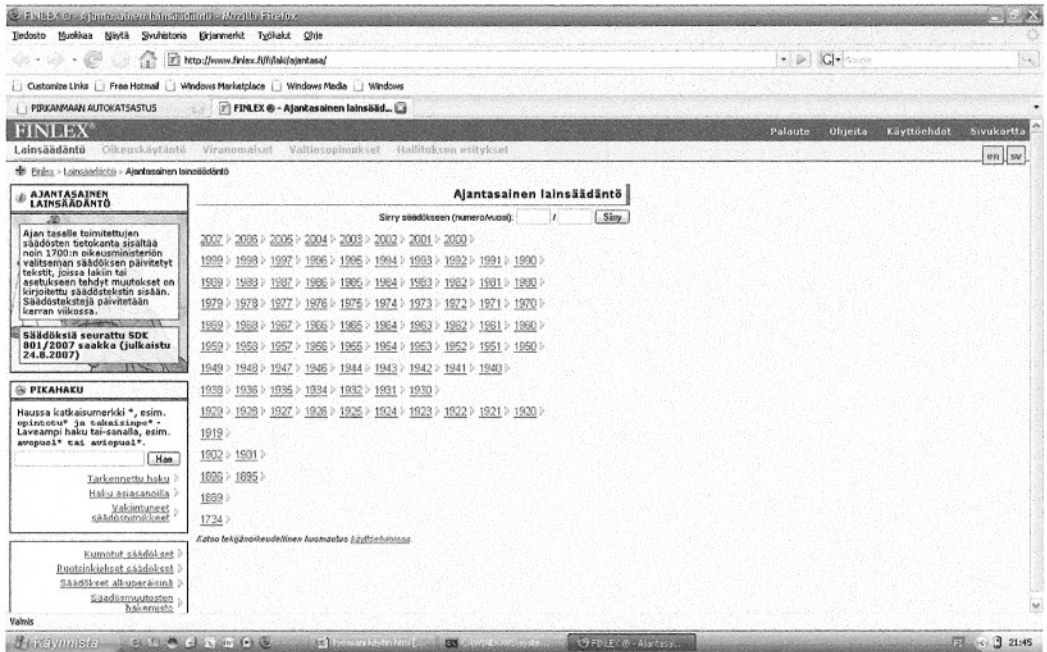 FINLEX ® - Ajantasainen lainsäädäntö - Mozilla Firefox
Tiedosto Muokkaa Näytä Sivuhistoria Kirjanmerkit Työkalut Ohje
http://www.finlex.fi/fi/laki/ajantasa/
Google
Customize Links Free Hotmail Windows Marketplace Windows Media Windows
PIRKANMAAN AUTOKATSASTUS
FINLEX ® - Ajantasainen lainsääd...
FINLEX®
Palaute Ohjeita Käyttöehdot Sivukartta
Lainsäädäntö Oikeuskäytäntö Viranomaiset Valtiosopimukset Hallituksen esitykset
en sv
Finlex > Lainsäädäntö > Ajantasainen lainsäädäntö
AJANTASAINEN
LAINSÄÄDÄNTÖ
Ajan tasalle toimitettujen
säädösten tietokanta sisältää
noin 1700:n oikeusministeriön
valitseman säädöksen päivitetyt
tekstit, joissa lakiin tai
asetukseen tehdyt muutokset on
kirjoitettu säädöstekstin sisään.
Säädöstekstejä päivitetään
kerran viikossa.
Säädöksiä seurattu SDK
801/2007 saakka (julkaistu
24.8.2007)
PIKAHAKU
Haussa katkaisumerkki *, esim.
opintotu* ja takaisinpe* -
Laveampi haku tai-sanalla, esim.
avopuol* tai aviopuol*.
Hae
Tarkennettu haku
Haku asiasanoilla
Vakiintuneet
säädösnimikkeet
Kumotut säädökset
Ruotsinkieliset säädökset
Säädökset alkuperäisinä
Säädösmuutosten
hakemisto
Ajantasainen lainsäädäntö
Siirry säädökseen (numero/vuosi): / Siirry
2007 2006 2005 2004 2003 2002 2001 2000
1999 1998 1997 1996 1995 1994 1993 1992 1991 1990
1989 1988 1987 1986 1985 1984 1983 1982 1981 1980
1979 1978 1977 1976 1975 1974 1973 1972 1971 1970
1969 1968 1967 1966 1965 1964 1963 1962 1961 1960
1959 1958 1957 1956 1955 1954 1953 1952 1951 1950
1949 1948 1947 1946 1944 1943 1942 1941 1940
1938 1936 1935 1934 1932 1931 1930
1929 1928 1927 1926 1925 1924 1923 1922 1921 1920
1919
1902 1901
1896 1895
1889
1734
Katso tekijänoikeudellinen huomautus käyttöehdoissa.
Valmis
Käynnistä
C:\WINDOWS\syste...
FINLEX ® - Ajantasa...
FI
21:45